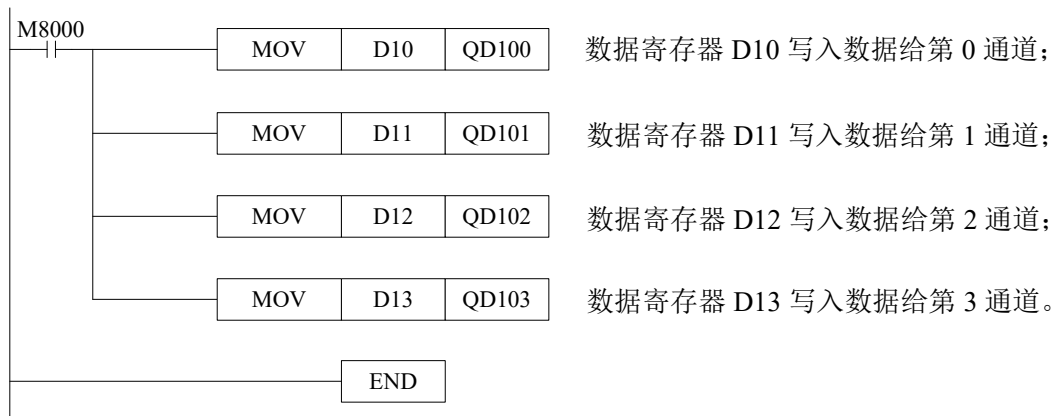 M8000
MOV D10 QD100 数据寄存器 D10 写入数据给第 0 通道；
MOV D11 QD101 数据寄存器 D11 写入数据给第 1 通道；
MOV D12 QD102 数据寄存器 D12 写入数据给第 2 通道；
MOV D13 QD103 数据寄存器 D13 写入数据给第 3 通道。
END